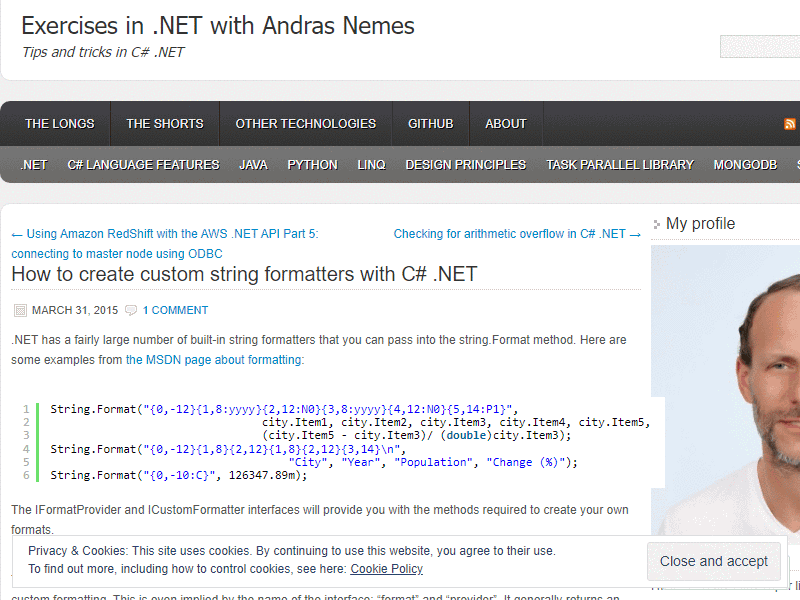 Exercises in .NET with Andras Nemes
Tips and tricks in C# .NET
THE LONGS THE SHORTS OTHER TECHNOLOGIES GITHUB ABOUT
.NET C# LANGUAGE FEATURES JAVA PYTHON LINQ DESIGN PRINCIPLES TASK PARALLEL LIBRARY MONGODB
← Using Amazon RedShift with the AWS .NET API Part 5:
connecting to master node using ODBC
Checking for arithmetic overflow in C# .NET →
My profile
How to create custom string formatters with C# .NET
MARCH 31, 2015 1 COMMENT
.NET has a fairly large number of built-in string formatters that you can pass into the string.Format method. Here are
some examples from the MSDN page about formatting:
1 String.Format("{0,-12}{1,8:yyyy}{2,12:N0}{3,8:yyyy}{4,12:N0}{5,14:P1}",
2 city.Item1, city.Item2, city.Item3, city.Item4, city.Item5,
3 (city.Item5 - city.Item3)/ (double)city.Item3);
4 String.Format("{0,-12}{1,8}{2,12}{1,8}{2,12}{3,14}\n",
5 "City", "Year", "Population", "Change (%)");
6 String.Format("{0,-10:C}", 126347.89m);
The IFormatProvider and ICustomFormatter interfaces will provide you with the methods required to create your own
formats.
Privacy & Cookies: This site uses cookies. By continuing to use this website, you agree to their use.
To find out more, including how to control cookies, see here: Cookie Policy
Close and accept
custom formatting. This is even implied by the name of the interface: "format" and "provider". It generally returns an